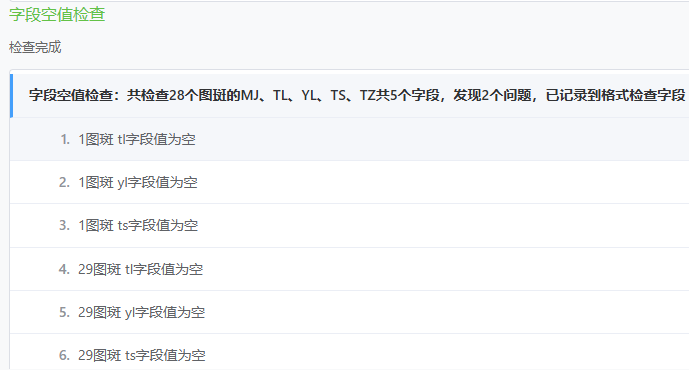 字段空值检查
检查完成
字段空值检查：共检查28个图斑的MJ、TL、YL、TS、TZ共5个字段，发现2个问题，已记录到格式检查字段
1. 1图斑 tl字段值为空
2. 1图斑 yl字段值为空
3. 1图斑 ts字段值为空
4. 29图斑 tl字段值为空
5. 29图斑 yl字段值为空
6. 29图斑 ts字段值为空